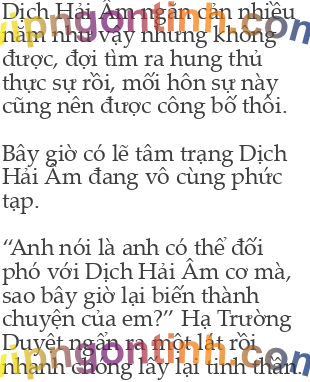 Dịch Hải Âm ngăn cản nhiều
năm như vậy nhưng không
được, đợi tìm ra hung thủ
thực sự rồi, mối hôn sự này
cũng nên được công bố thôi.

Bây giờ có lẽ tâm trạng Dịch
Hải Âm đang vô cùng phức
tạp.

“Anh nói là anh có thể đối
phó với Dịch Hải Âm cơ mà,
sao bây giờ lại biến thành
chuyện của em?” Hạ Trường
Duyệt ngẩn ra một lát rồi
nhanh chóng lấy lại tinh thần.
vipngontinh.com
vipngontinh.com